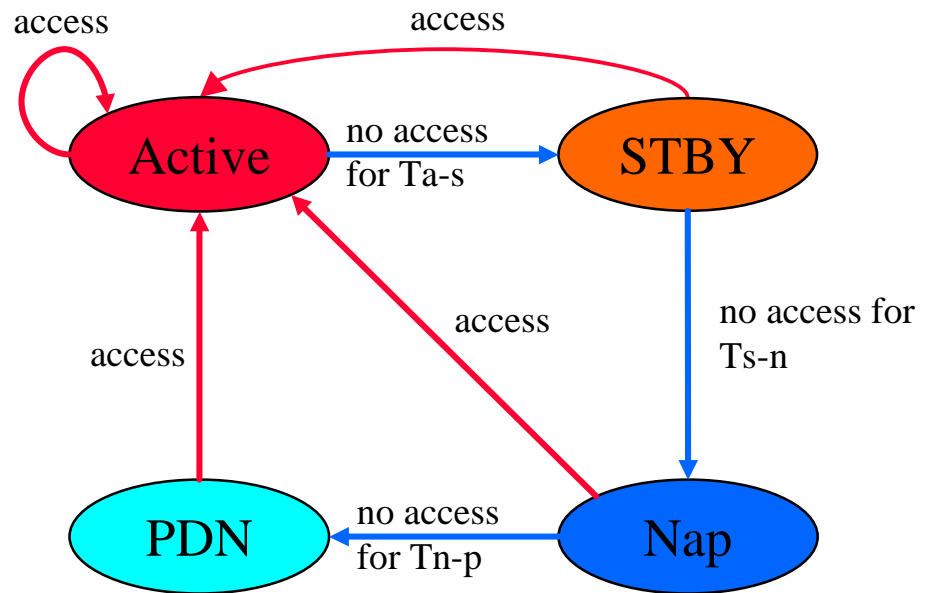 access
access
Active
no access
for Ta-s
STBY
access
access
no access for
Ts-n
PDN
no access
for Tn-p
Nap